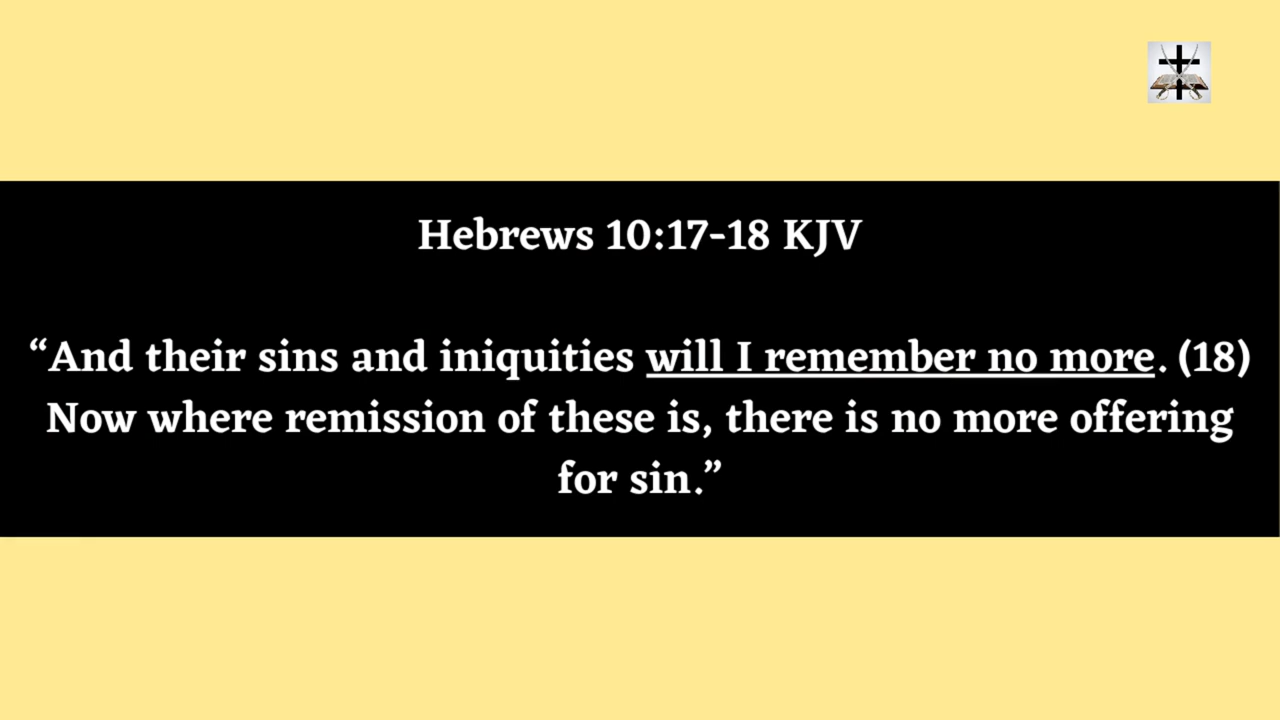 Hebrews 10:17-18 KJV
“And their sins and iniquities will I remember no more. (18)
Now where remission of these is, there is no more offering
for sin.”